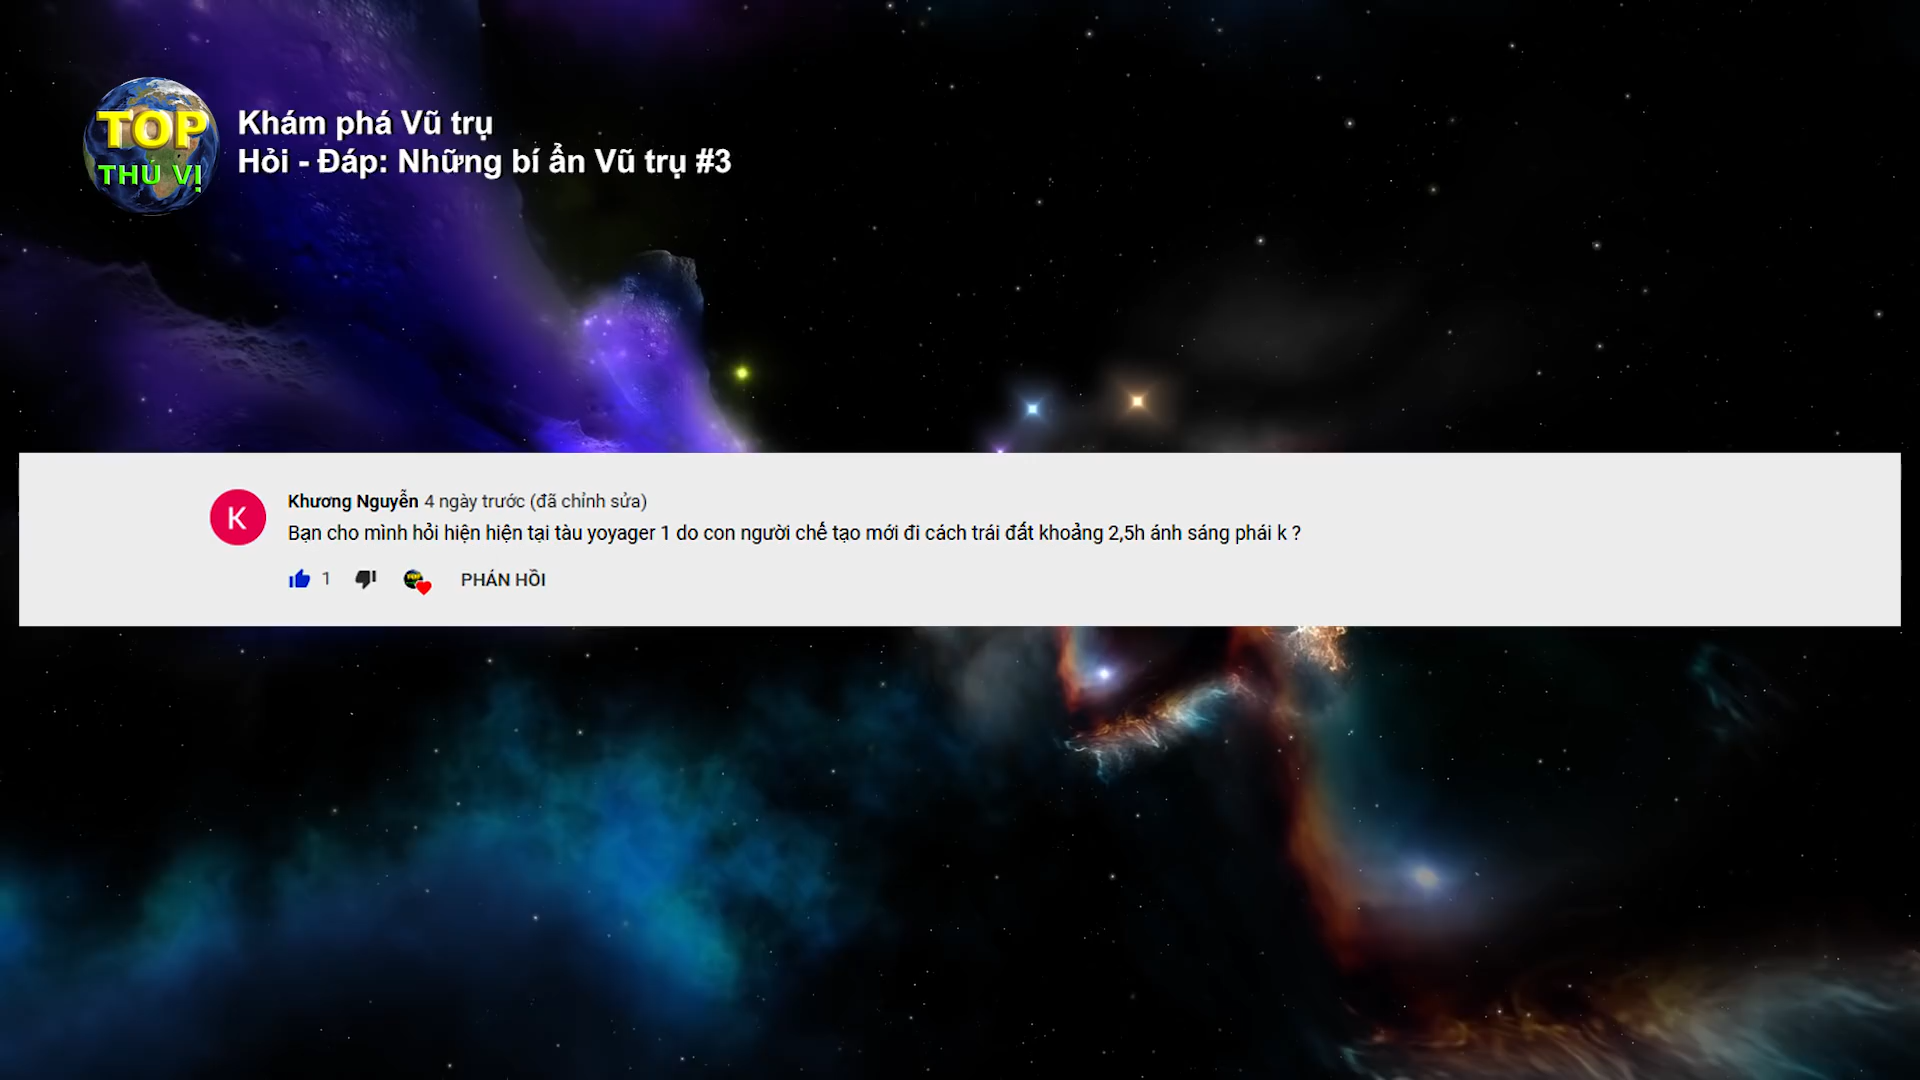 TOP
THÚ VỊ
Khám phá Vũ trụ
Hỏi - Đáp: Những bí ẩn Vũ trụ #3
K
Khương Nguyễn 4 ngày trước (đã chỉnh sửa)
Bạn cho mình hỏi hiện hiện tại tàu yoyager 1 do con người chế tạo mới đi cách trái đất khoảng 2,5h ánh sáng phải k ?
1
PHẢN HỒI